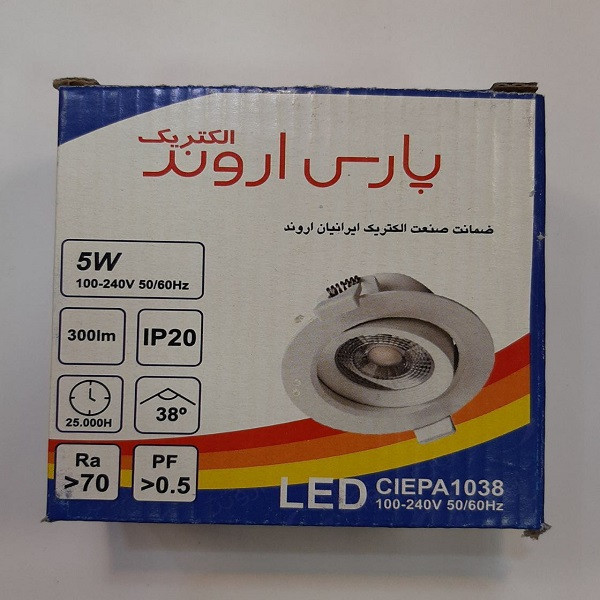 الکتریک
پارس اروند
ضمانت صنعت الکتریک ایرانیان اروند
5W
100-240V 50/60Hz
300lm
IP20
25.000H
38º
Ra
>70
PF
>0.5
LED
CIEPA1038
100-240V 50/60Hz